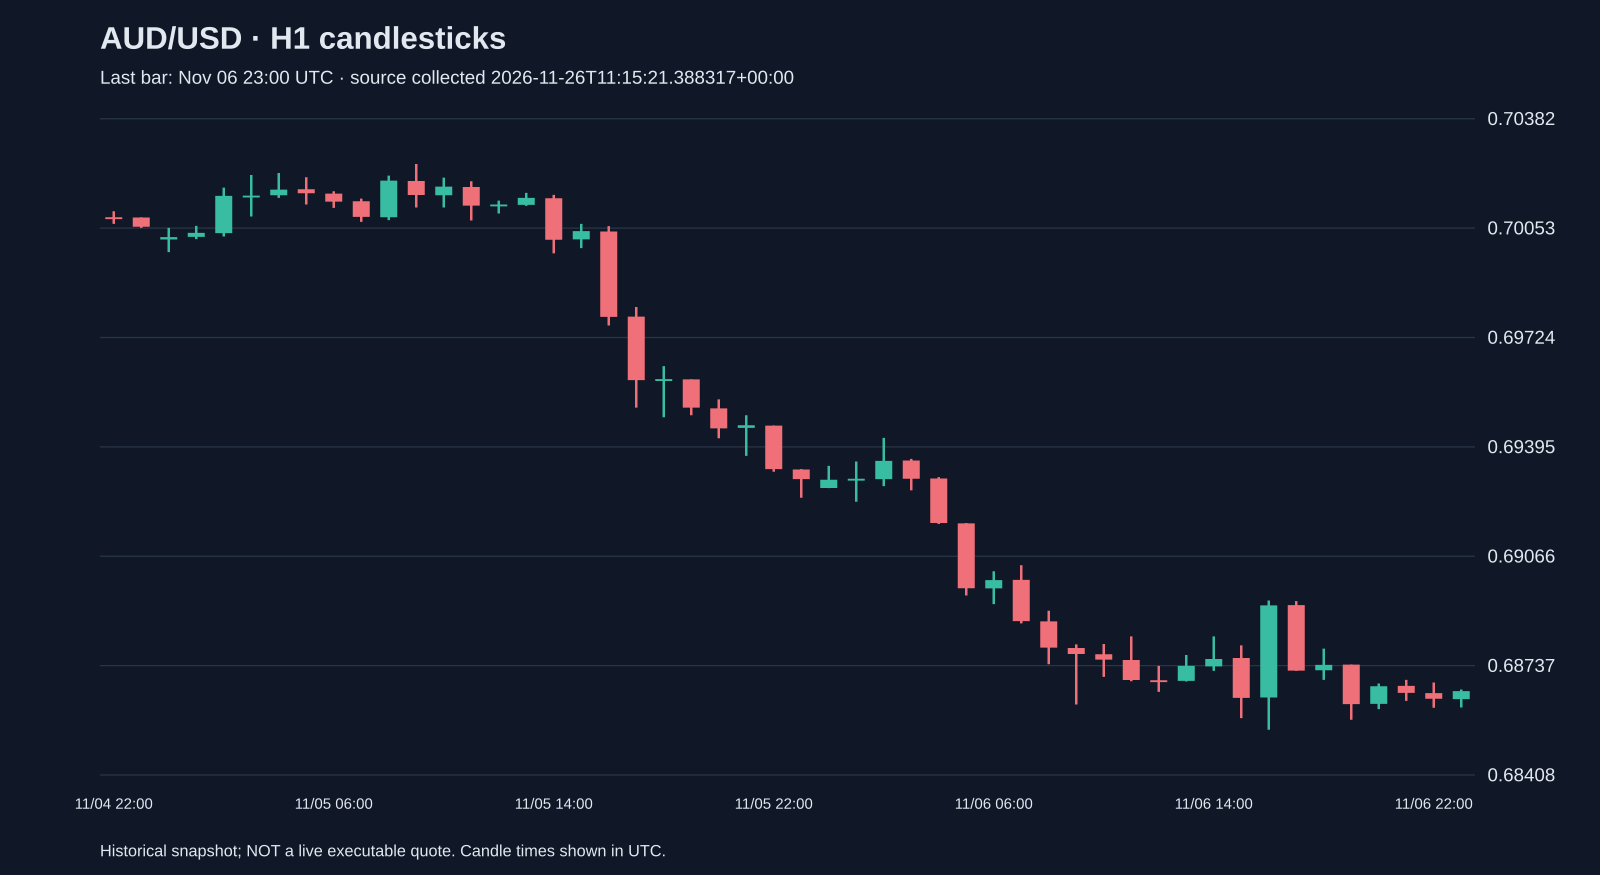 AUD/USD · H1 candlesticks
Last bar: Nov 06 23:00 UTC · source collected 2026-11-26T11:15:21.388317+00:00
0.70382
0.70053
0.69724
0.69395
0.69066
0.68737
0.68408
11/04 22:00 11/05 06:00 11/05 14:00 11/05 22:00 11/06 06:00 11/06 14:00 11/06 22:00
Historical snapshot; NOT a live executable quote. Candle times shown in UTC.